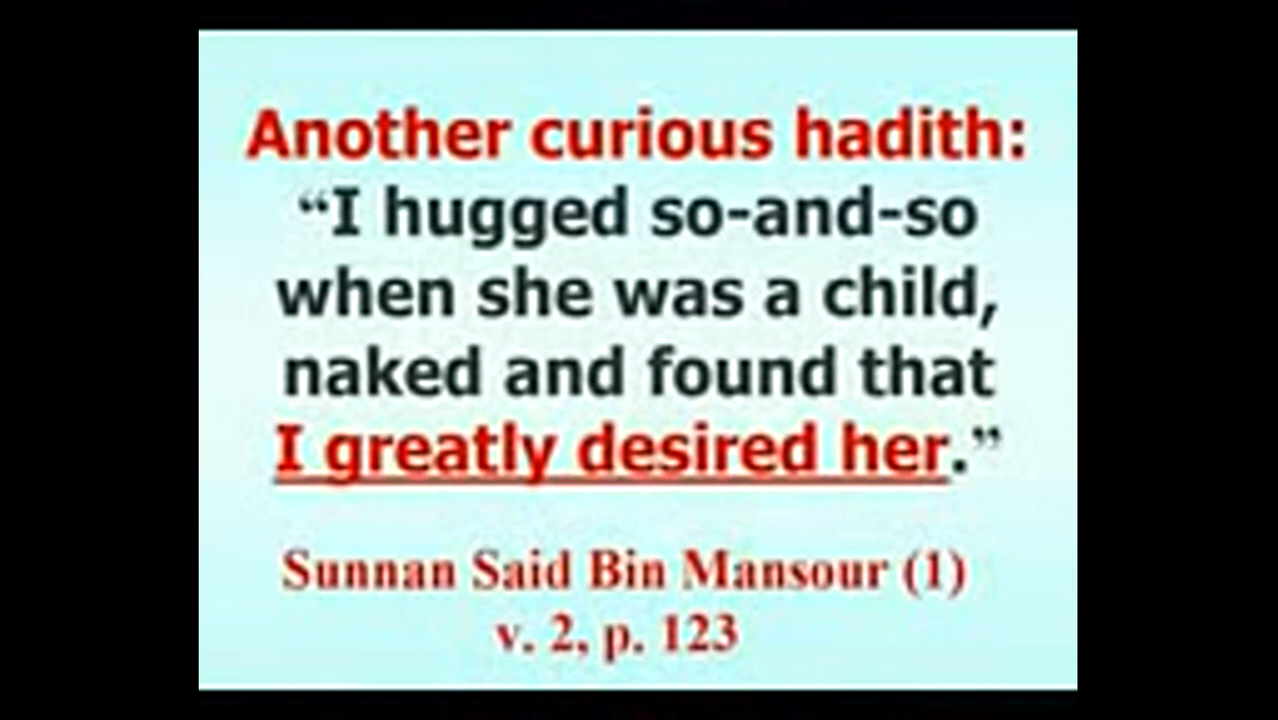 Another curious hadith:
“I hugged so-and-so
when she was a child,
naked and found that
I greatly desired her.”
Sunnan Said Bin Mansour (1)
v. 2, p. 123